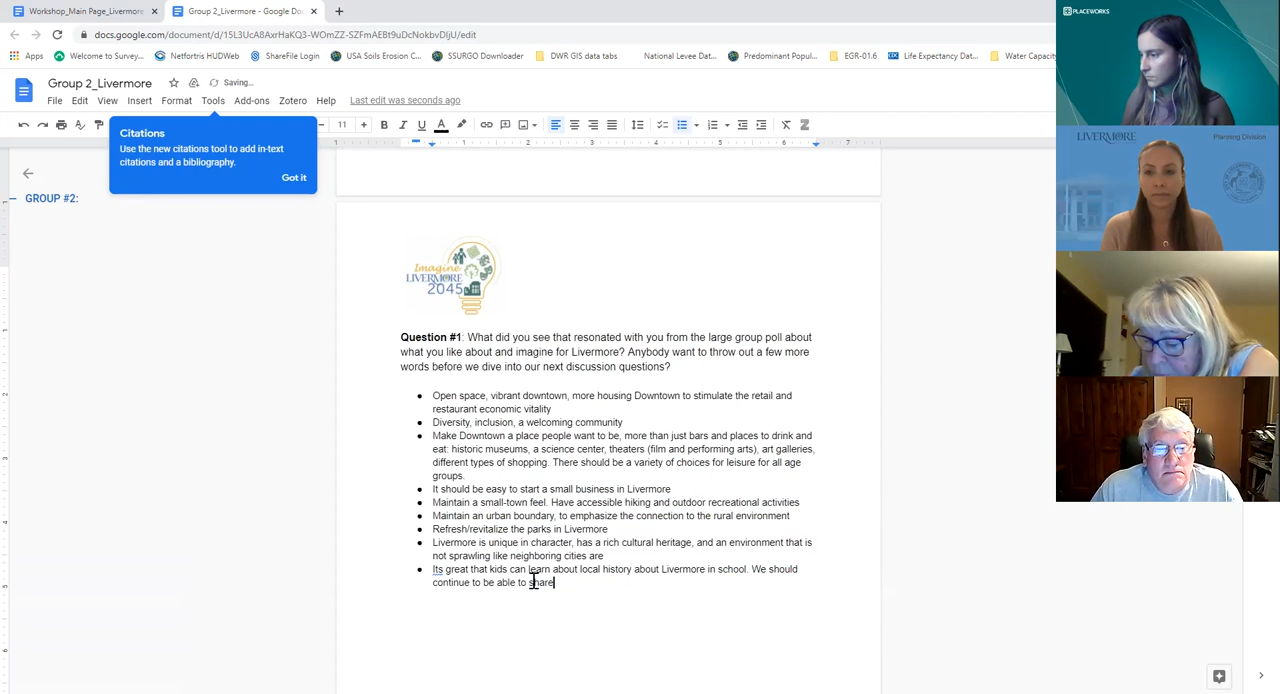 Workshop_Main Page_Livermore
Group 2_Livermore - Google Doc
docs.google.com/document/d/15L3UcA8AxrHaKQ3-WOmZZ-SZFmAEBt9uDcNokbvDIjU/edit
Apps Welcome to Survey... Netfortris HUDWeb ShareFile Login USA Soils Erosion C... SSURGO Downloader DWR GIS data tabs National Levee Dat... Predominant Popul... EGR-01.6 Life Expectancy Dat... Water Capacity
Group 2_Livermore Saving...
File Edit View Insert Format Tools Add-ons Zotero Help Last edit was seconds ago
11
Citations
Use the new citations tool to add in-text
citations and a bibliography.
Got it
GROUP #2:
Imagine
LIVERMORE
2045
Question #1: What did you see that resonated with you from the large group poll about
what you like about and imagine for Livermore? Anybody want to throw out a few more
words before we dive into our next discussion questions?
● Open space, vibrant downtown, more housing Downtown to stimulate the retail and
restaurant economic vitality
● Diversity, inclusion, a welcoming community
● Make Downtown a place people want to be, more than just bars and places to drink and
eat: historic museums, a science center, theaters (film and performing arts), art galleries,
different types of shopping. There should be a variety of choices for leisure for all age
groups.
● It should be easy to start a small business in Livermore
● Maintain a small-town feel. Have accessible hiking and outdoor recreational activities
● Maintain an urban boundary, to emphasize the connection to the rural environment
● Refresh/revitalize the parks in Livermore
● Livermore is unique in character, has a rich cultural heritage, and an environment that is
not sprawling like neighboring cities are
● Its great that kids can learn about local history about Livermore in school. We should
continue to be able to share
PLACEWORKS
LIVERMORE
Planning Division